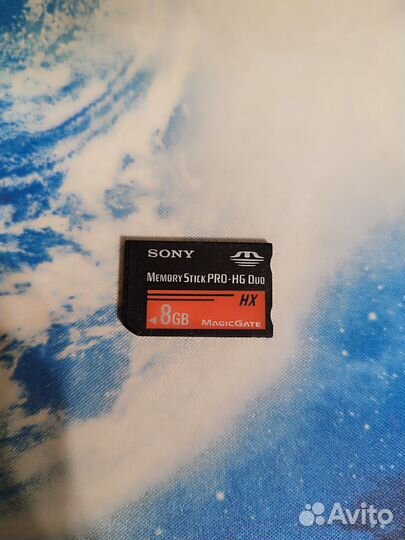 SONY
MEMORY STICK PRO-HG DUO
HX
8GB
MAGICGATE
Avito